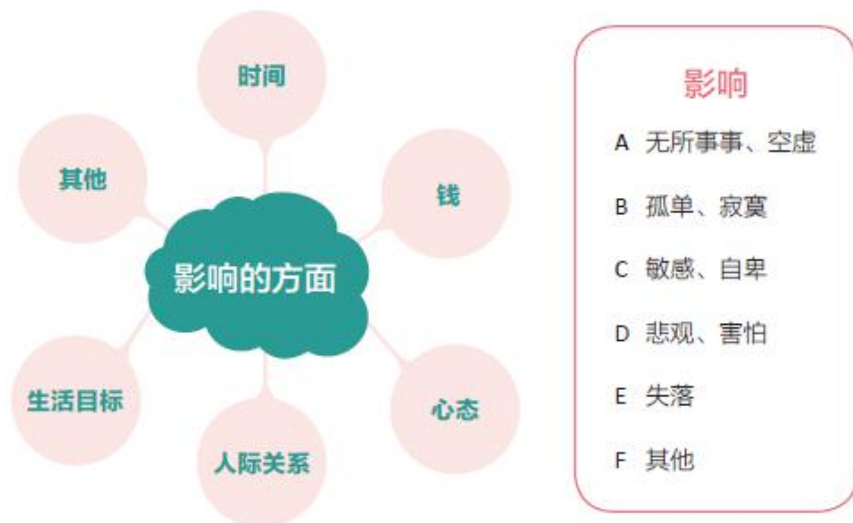 时间
其他
钱
影响的方面
生活目标
心态
人际关系
影响
A 无所事事、空虚
B 孤单、寂寞
C 敏感、自卑
D 悲观、害怕
E 失落
F 其他